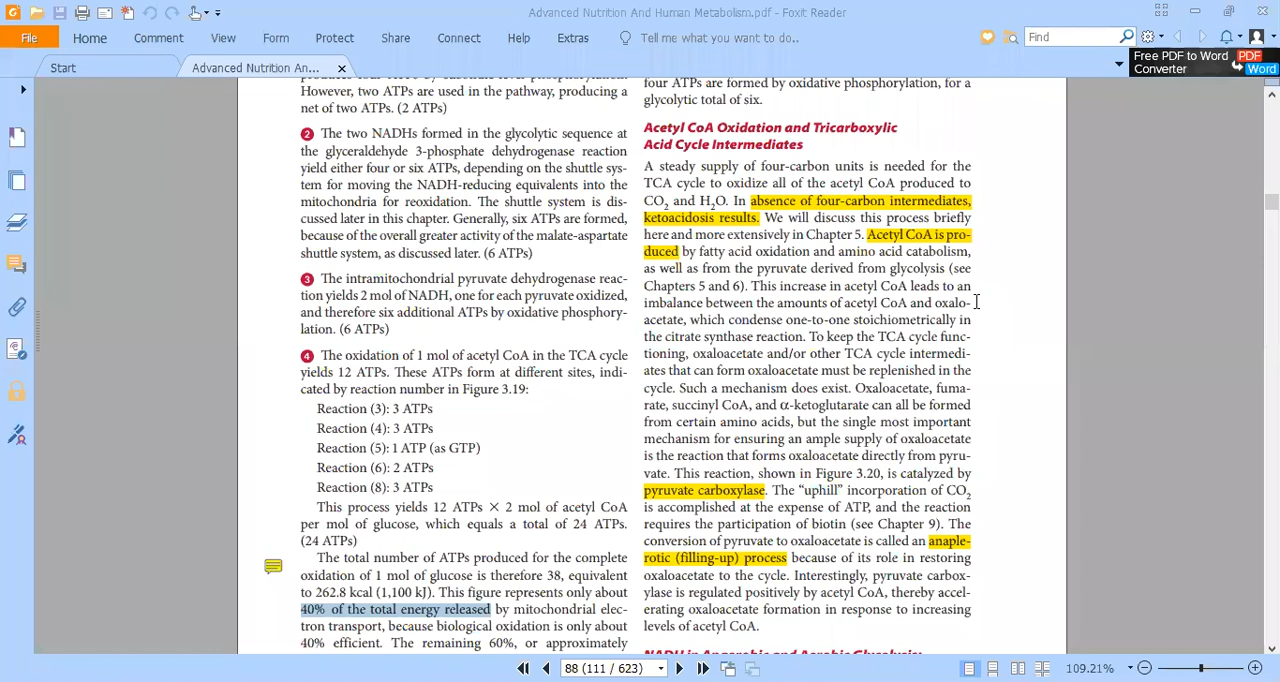 Advanced Nutrition And Human Metabolism.pdf - Foxit Reader
File Home Comment View Form Protect Share Connect Help Extras Tell me what you want to do.. Find
Start Advanced Nutrition And An... 
Free PDF to Word PDF
Converter Word
However, two ATPs are used in the pathway, producing a
net of two ATPs. (2 ATPs)
2 The two NADHs formed in the glycolytic sequence at
the glyceraldehyde 3-phosphate dehydrogenase reaction
yield either four or six ATPs, depending on the shuttle sys-
tem for moving the NADH-reducing equivalents into the
mitochondria for reoxidation. The shuttle system is dis-
cussed later in this chapter. Generally, six ATPs are formed,
because of the overall greater activity of the malate-aspartate
shuttle system, as discussed later. (6 ATPs)
3 The intramitochondrial pyruvate dehydrogenase reac-
tion yields 2 mol of NADH, one for each pyruvate oxidized,
and therefore six additional ATPs by oxidative phosphory-
lation. (6 ATPs)
4 The oxidation of 1 mol of acetyl CoA in the TCA cycle
yields 12 ATPs. These ATPs form at different sites, indi-
cated by reaction number in Figure 3.19:
Reaction (3): 3 ATPs
Reaction (4): 3 ATPs
Reaction (5): 1 ATP (as GTP)
Reaction (6): 2 ATPs
Reaction (8): 3 ATPs
This process yields 12 ATPs × 2 mol of acetyl CoA
per mol of glucose, which equals a total of 24 ATPs.
(24 ATPs)
The total number of ATPs produced for the complete
oxidation of 1 mol of glucose is therefore 38, equivalent
to 262.8 kcal (1,100 kJ). This figure represents only about
40% of the total energy released by mitochondrial elec-
tron transport, because biological oxidation is only about
40% efficient. The remaining 60%, or approximately
four ATPs are formed by oxidative phosphorylation, for a
glycolytic total of six.
Acetyl CoA Oxidation and Tricarboxylic
Acid Cycle Intermediates
A steady supply of four-carbon units is needed for the
TCA cycle to oxidize all of the acetyl CoA produced to
CO2 and H2O. In absence of four-carbon intermediates,
ketoacidosis results. We will discuss this process briefly
here and more extensively in Chapter 5. Acetyl CoA is pro-
duced by fatty acid oxidation and amino acid catabolism,
as well as from the pyruvate derived from glycolysis (see
Chapters 5 and 6). This increase in acetyl CoA leads to an
imbalance between the amounts of acetyl CoA and oxalo-
acetate, which condense one-to-one stoichiometrically in
the citrate synthase reaction. To keep the TCA cycle func-
tioning, oxaloacetate and/or other TCA cycle intermedi-
ates that can form oxaloacetate must be replenished in the
cycle. Such a mechanism does exist. Oxaloacetate, fuma-
rate, succinyl CoA, and α-ketoglutarate can all be formed
from certain amino acids, but the single most important
mechanism for ensuring an ample supply of oxaloacetate
is the reaction that forms oxaloacetate directly from pyru-
vate. This reaction, shown in Figure 3.20, is catalyzed by
pyruvate carboxylase. The “uphill” incorporation of CO2
is accomplished at the expense of ATP, and the reaction
requires the participation of biotin (see Chapter 9). The
conversion of pyruvate to oxaloacetate is called an anaple-
rotic (filling-up) process because of its role in restoring
oxaloacetate to the cycle. Interestingly, pyruvate carbox-
ylase is regulated positively by acetyl CoA, thereby accel-
erating oxaloacetate formation in response to increasing
levels of acetyl CoA.
NADH in Anaerobic and Aerobic Glycolysis:
88 (111 / 623) 109.21%